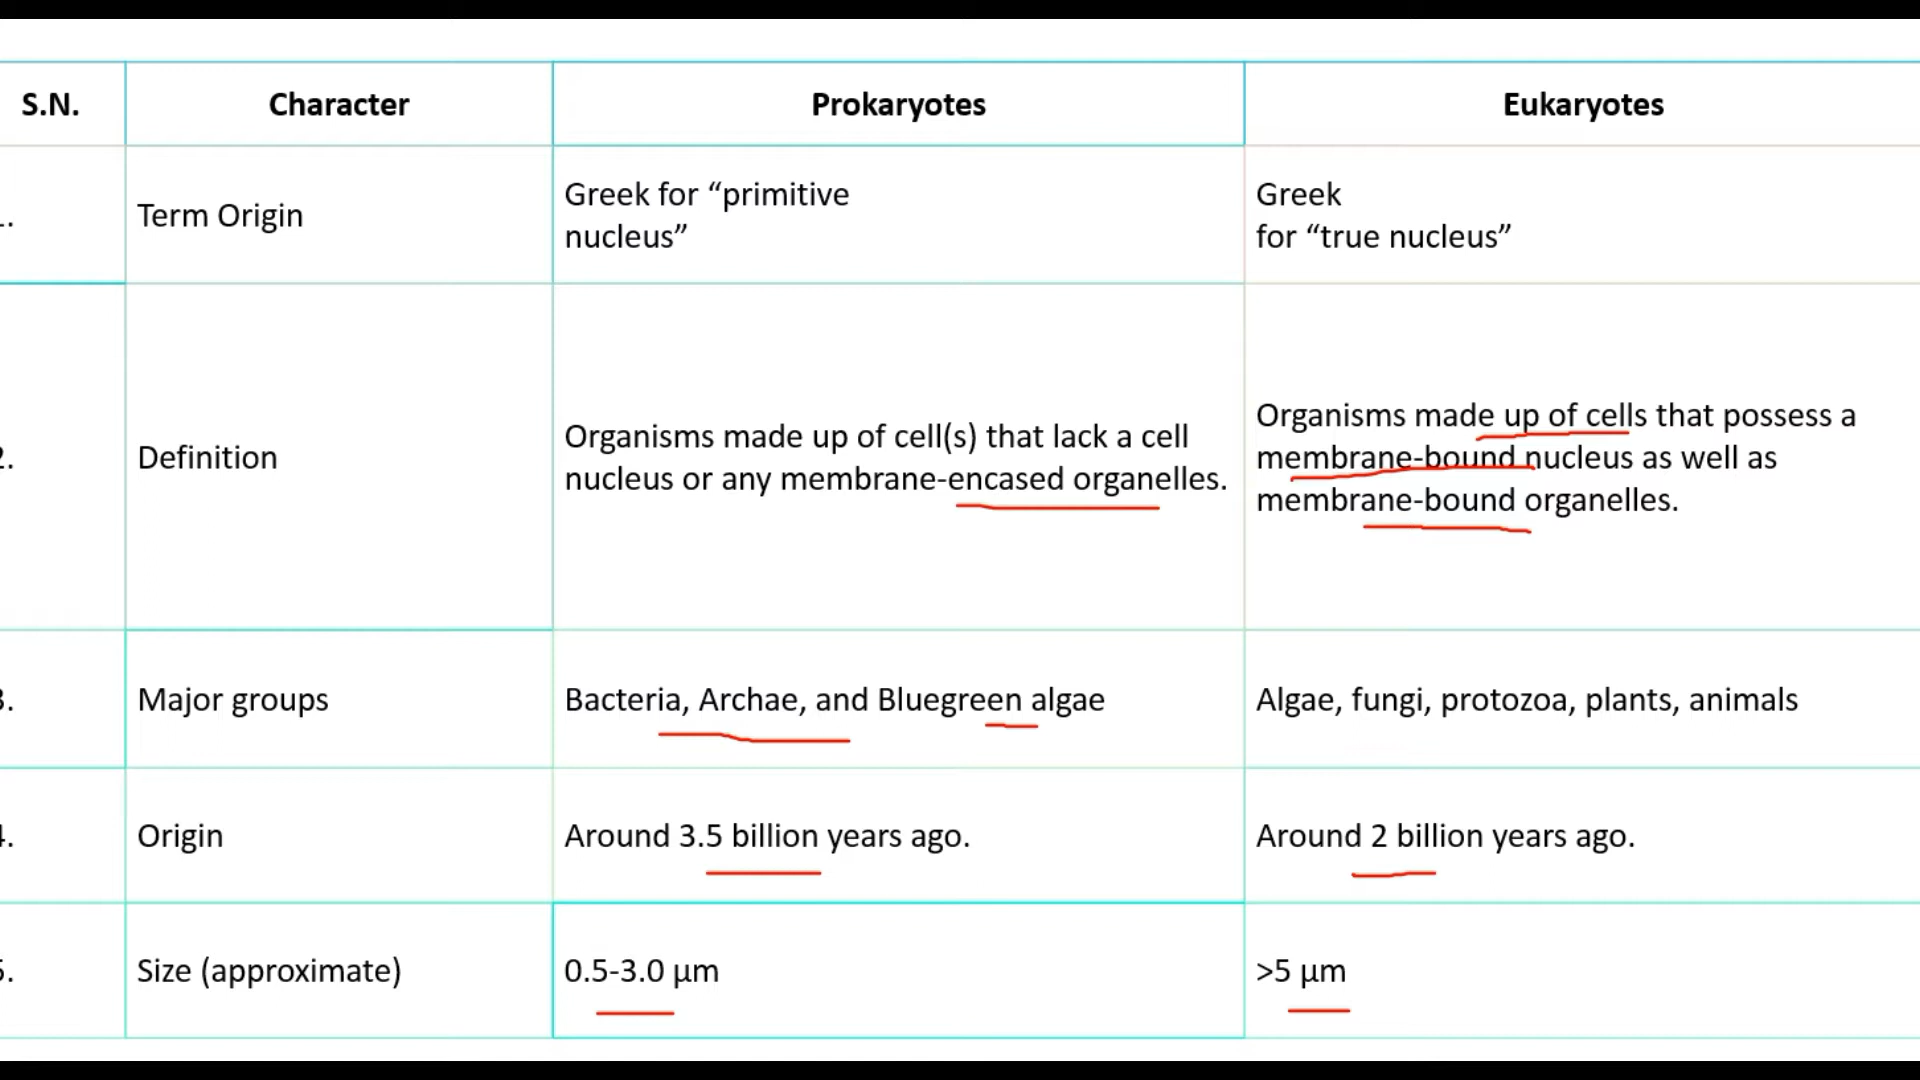 S.N. Character Prokaryotes Eukaryotes
Term Origin
Greek for “primitive
nucleus”
Greek
for “true nucleus”
Definition
Organisms made up of cell(s) that lack a cell
nucleus or any membrane-encased organelles.
Organisms made up of cells that possess a
membrane-bound nucleus as well as
membrane-bound organelles.
Major groups
Bacteria, Archae, and Bluegreen algae
Algae, fungi, protozoa, plants, animals
Origin
Around 3.5 billion years ago.
Around 2 billion years ago.
Size (approximate)
0.5-3.0 µm
>5 µm